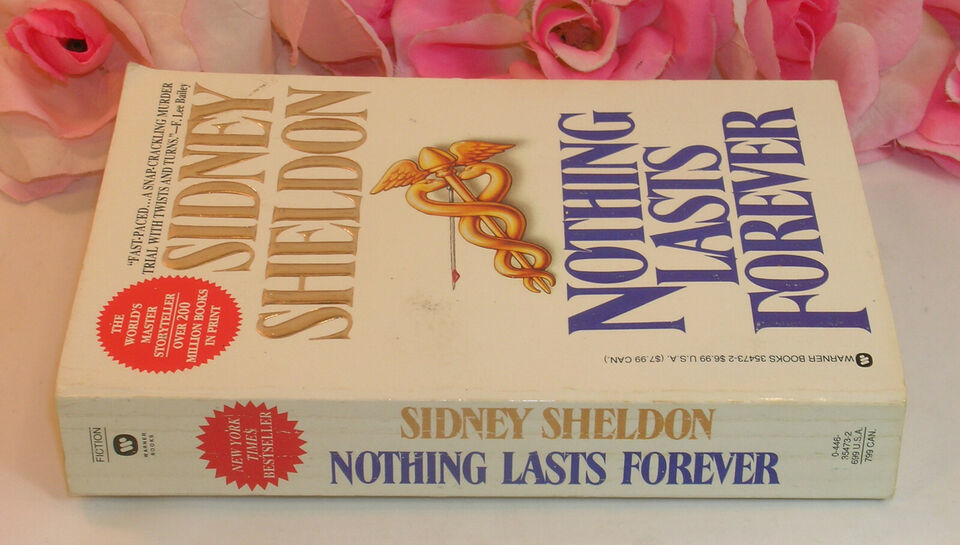 "FAST-PACED...A SNAP-CRACKLING MURDER
TRIAL WITH TWISTS AND TURNS."—F. Lee Bailey
SIDNEY
SHELDON
THE
WORLD'S
MASTER
STORYTELLER
OVER 200
MILLION BOOKS
IN PRINT
NOTHING
LASTS
FOREVER
WARNER BOOKS 35473-2 $6.99 U.S.A. ($7.99 CAN.)
FICTION
WARNER
BOOKS
NEW YORK
TIMES
BESTSELLER
SIDNEY SHELDON
NOTHING LASTS FOREVER
0-446-
35473-2
699 U.S.A.
799 CAN.